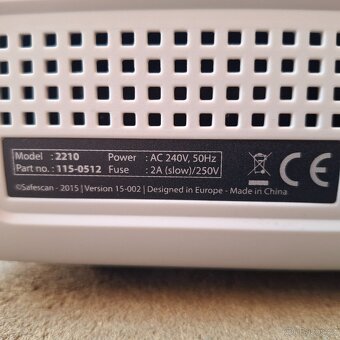 Model : 2210 Power : AC 240V, 50Hz
Part no. : 115-0512 Fuse : 2A (slow)/250V
©Safescan - 2015 | Version 15-002 | Designed in Europe - Made in China
CE